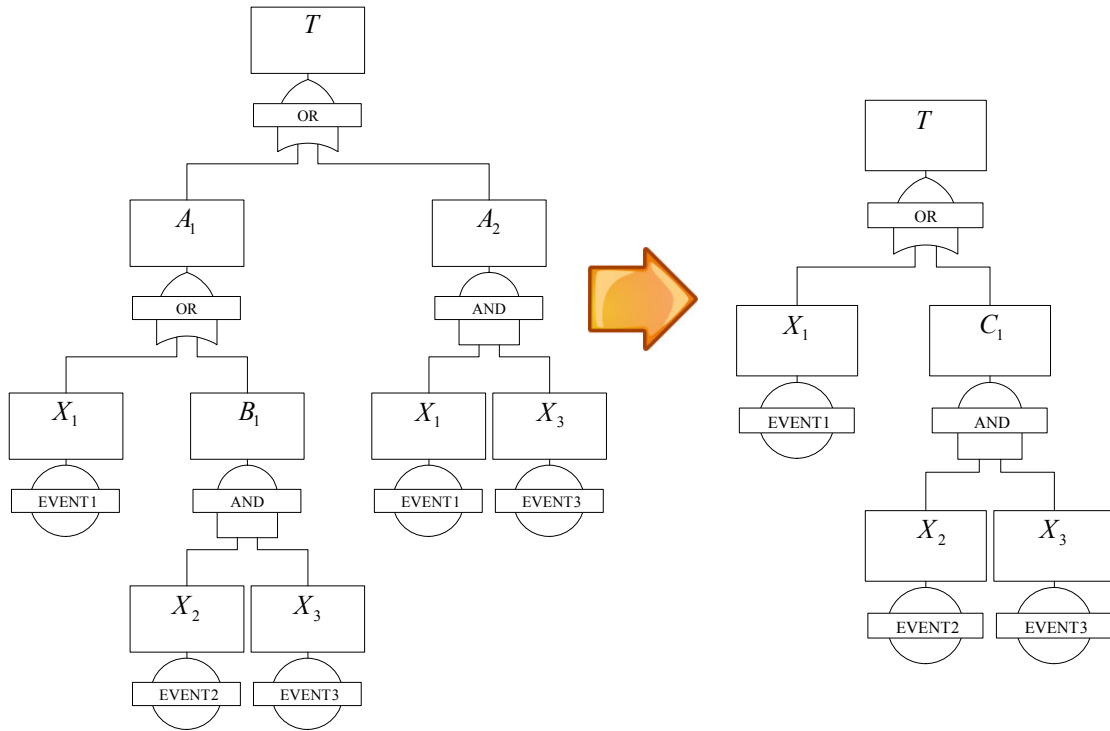 T
OR
A₁
A₂
OR
AND
X₁
B₁
X₁
X₃
EVENT1
AND
EVENT1
EVENT3
X₂
X₃
EVENT2
EVENT3
T
OR
X₁
C₁
EVENT1
AND
X₂
X₃
EVENT2
EVENT3